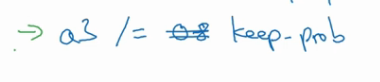 → a3 /= keep-prob